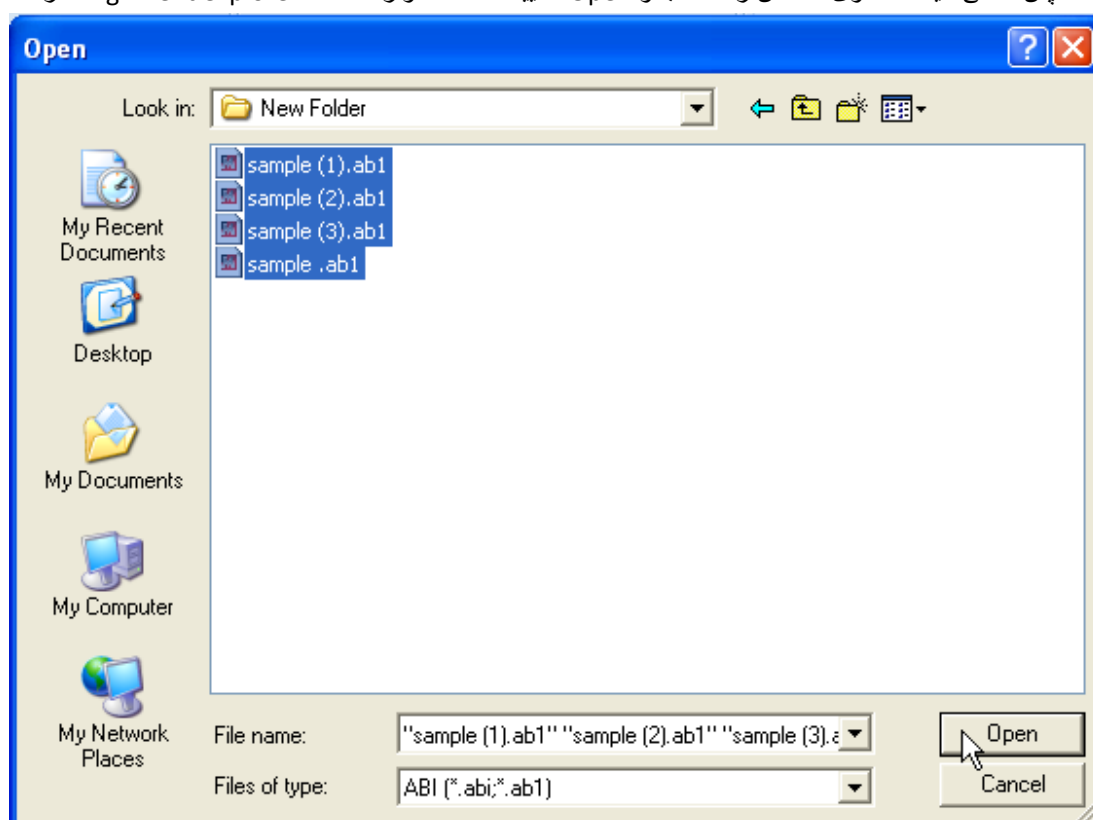 Open
Look in:
New Folder
sample (1).ab1
sample (2).ab1
sample (3).ab1
sample .ab1
My Recent
Documents
Desktop
My Documents
My Computer
My Network
Places
File name:
"sample (1).ab1" "sample (2).ab1" "sample (3).a
Open
Files of type:
ABI (*.abi;*.ab1)
Cancel